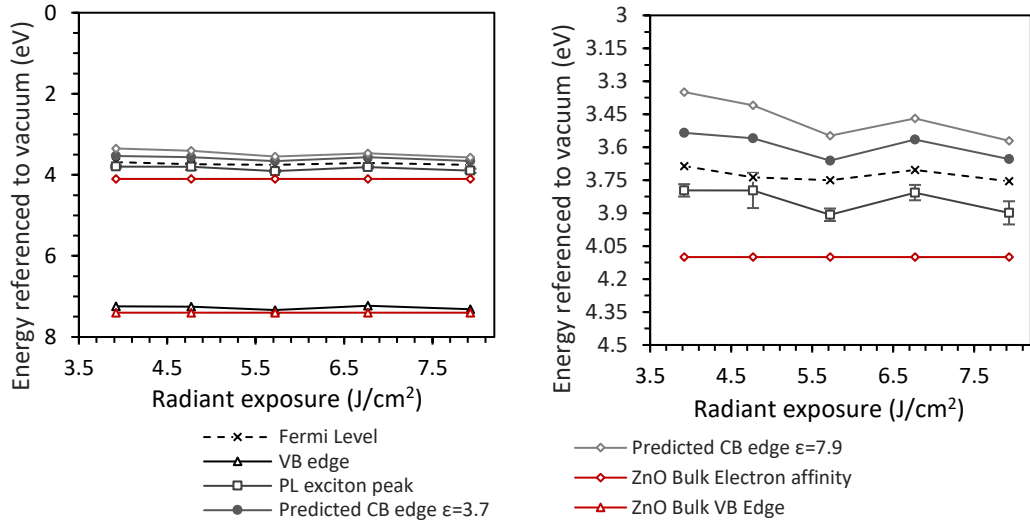 Energy referenced to vacuum (eV)
0
2
4
6
8
3.5
4.5
5.5
6.5
7.5
Radiant exposure (J/cm²)
Energy referenced to vacuum (eV)
3
3.15
3.3
3.45
3.6
3.75
3.9
4.05
4.2
4.35
4.5
3.5
4.5
5.5
6.5
7.5
Radiant exposure (J/cm²)
Fermi Level
VB edge
PL exciton peak
Predicted CB edge ε=3.7
Predicted CB edge ε=7.9
ZnO Bulk Electron affinity
ZnO Bulk VB Edge